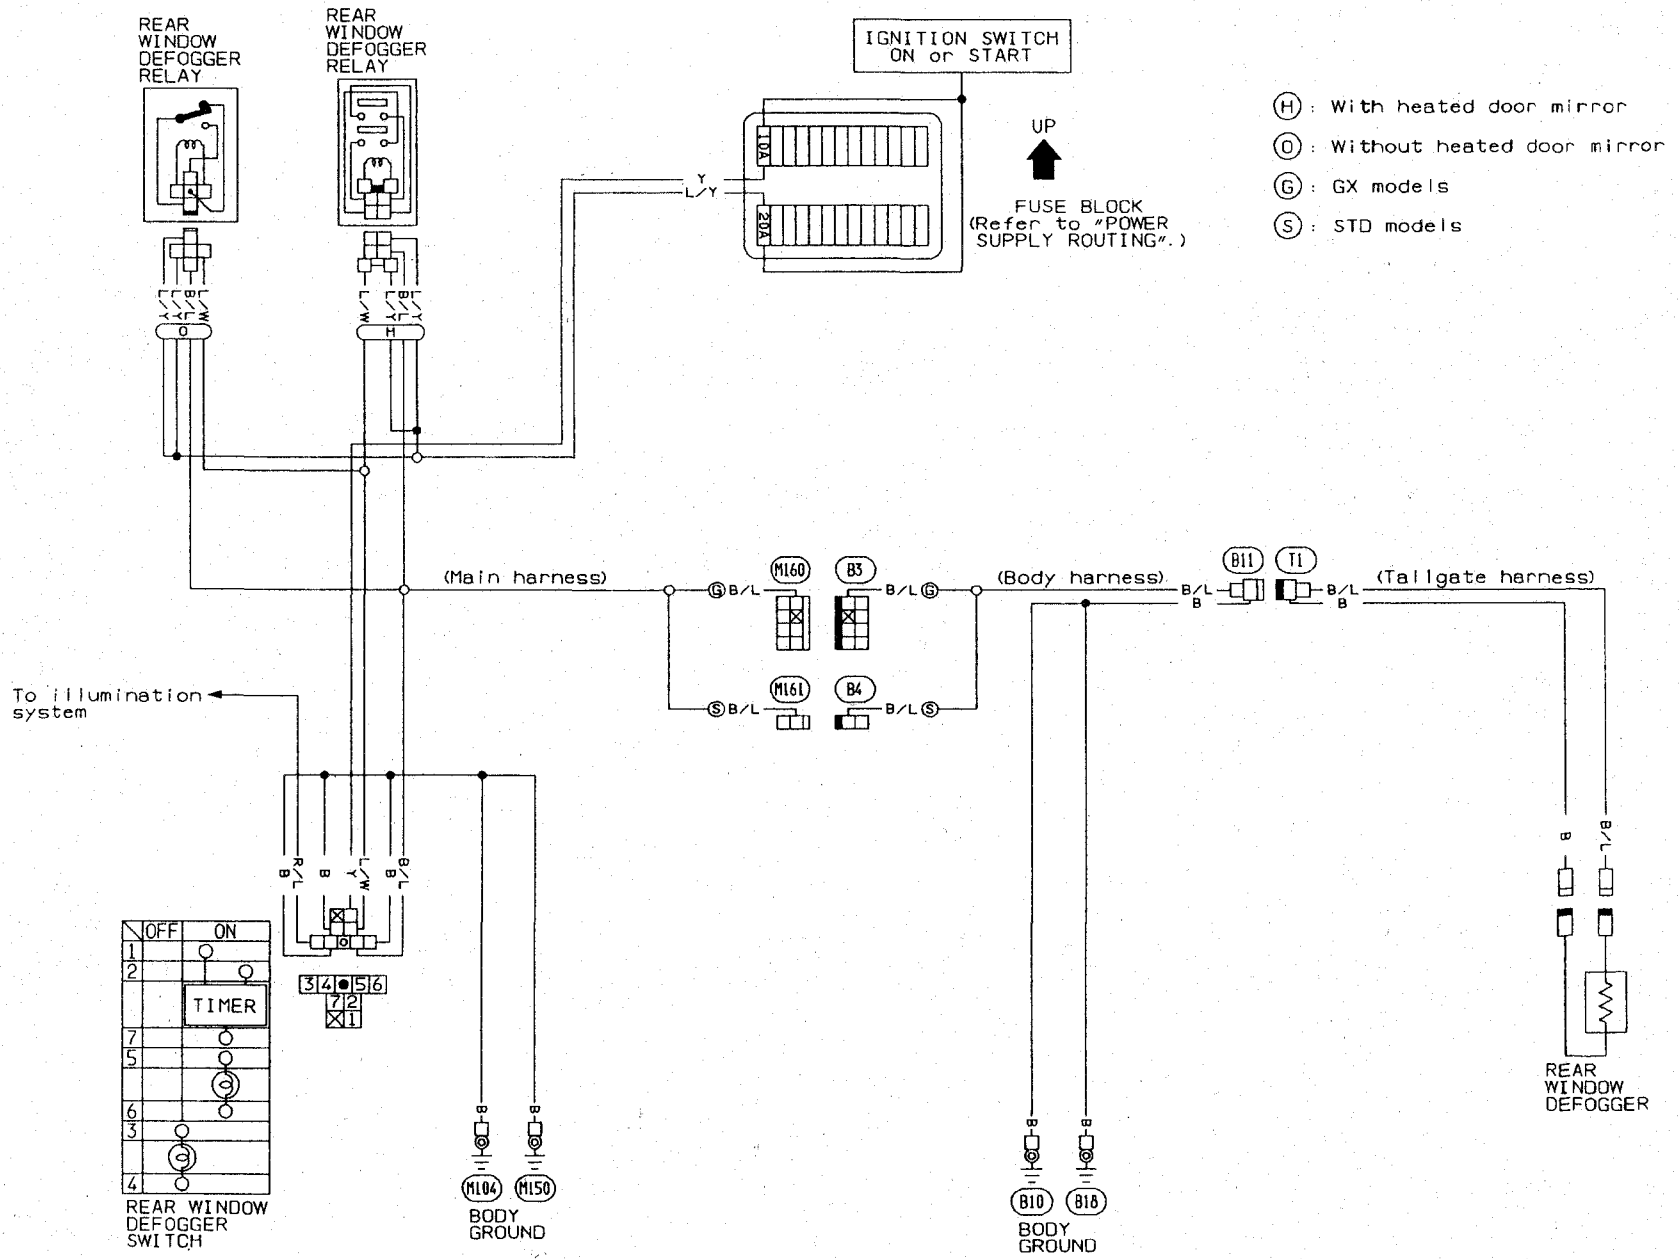 REAR
WINDOW
DEFOGGER
RELAY
REAR
WINDOW
DEFOGGER
RELAY
IGNITION SWITCH
ON or START
10A
20A
UP
FUSE BLOCK
(Refer to "POWER
SUPPLY ROUTING".)
H : With heated door mirror
O : Without heated door mirror
G : GX models
S : STD models
Y
L/Y
L/Y
L/Y
B/L
L/W
O
L/W
L/Y
B/L
L/Y
H
(Main harness)
G B/L
M160
B3
B/L G
(Body harness)
B/L
B
B11
T1
B/L
B
(Tailgate harness)
S B/L
M161
B4
B/L S
To illumination
system
B
R/L
B
Y
L/W
B
B/L
B
B/L
OFF ON
1
2
TIMER
7
5
6
3
4
REAR WINDOW
DEFOGGER
SWITCH
3 4 5 6
7 2
1
B
B
M104
M150
BODY
GROUND
B
B
B10
B18
BODY
GROUND
REAR
WINDOW
DEFOGGER